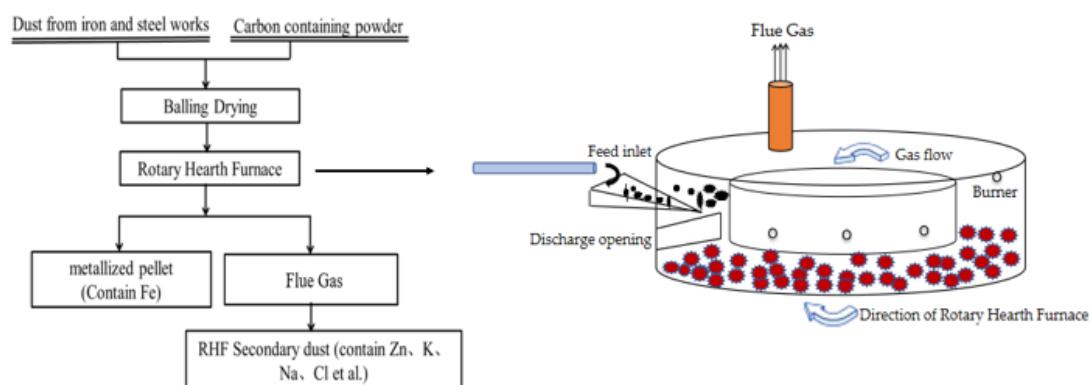 Dust from iron and steel works
Carbon containing powder
Balling Drying
Rotary Hearth Furnace
metallized pellet
(Contain Fe)
Flue Gas
RHF Secondary dust (contain Zn、K、
Na、Cl et al.)
Flue Gas
Feed inlet
Gas flow
Burner
Discharge opening
Direction of Rotary Hearth Furnace